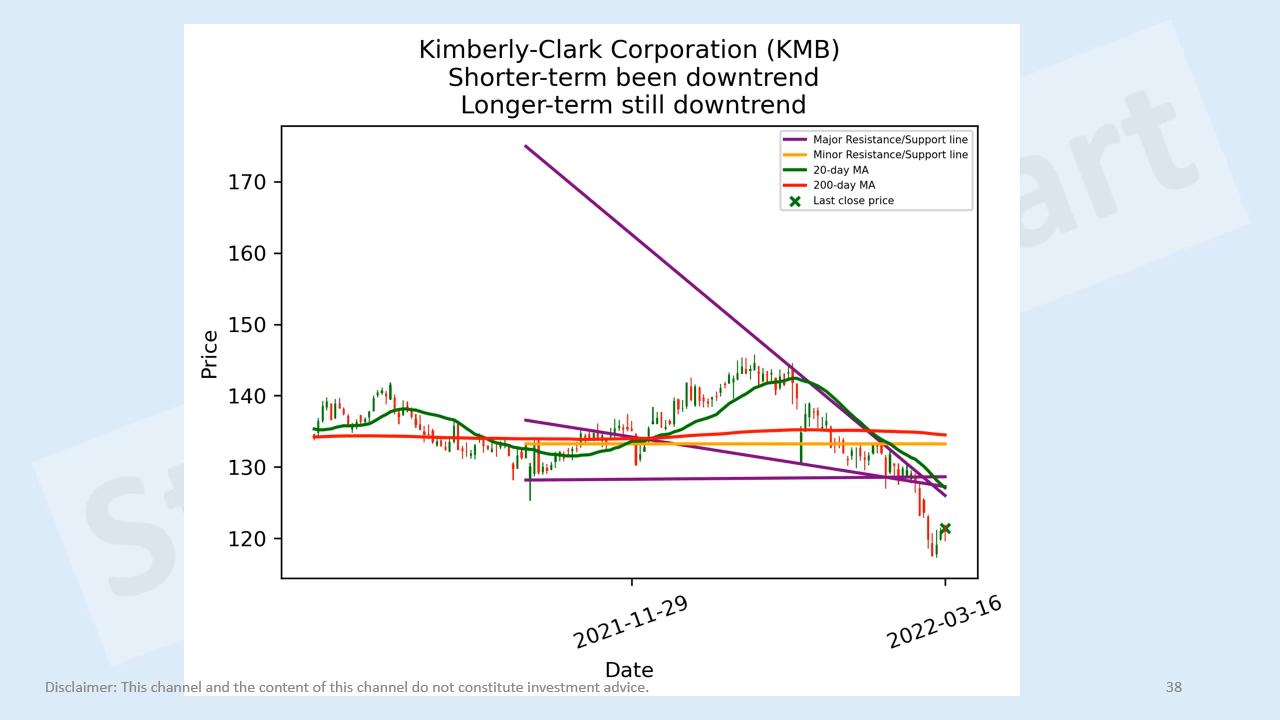 Kimberly-Clark Corporation (KMB)
Shorter-term been downtrend
Longer-term still downtrend
Major Resistance/Support line
Minor Resistance/Support line
20-day MA
200-day MA
Last close price
170
160
150
140
130
120
Price
2021-11-29
2022-03-16
Date
Disclaimer: This channel and the content of this channel do not constitute investment advice.
38